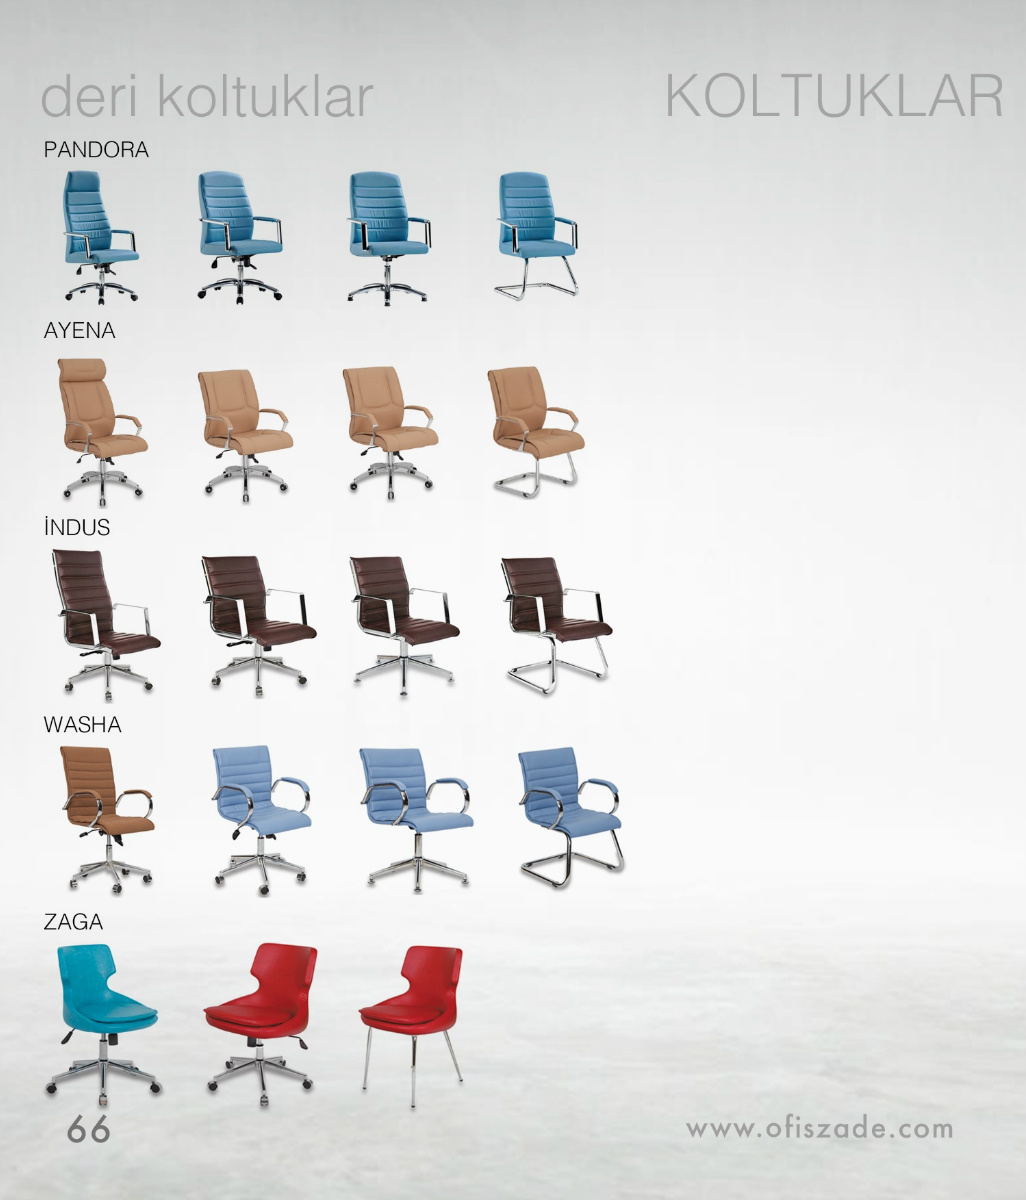 deri koltuklar
KOLTUKLAR
PANDORA
AYENA
İNDUS
WASHA
ZAGA
66
www.ofiszade.com